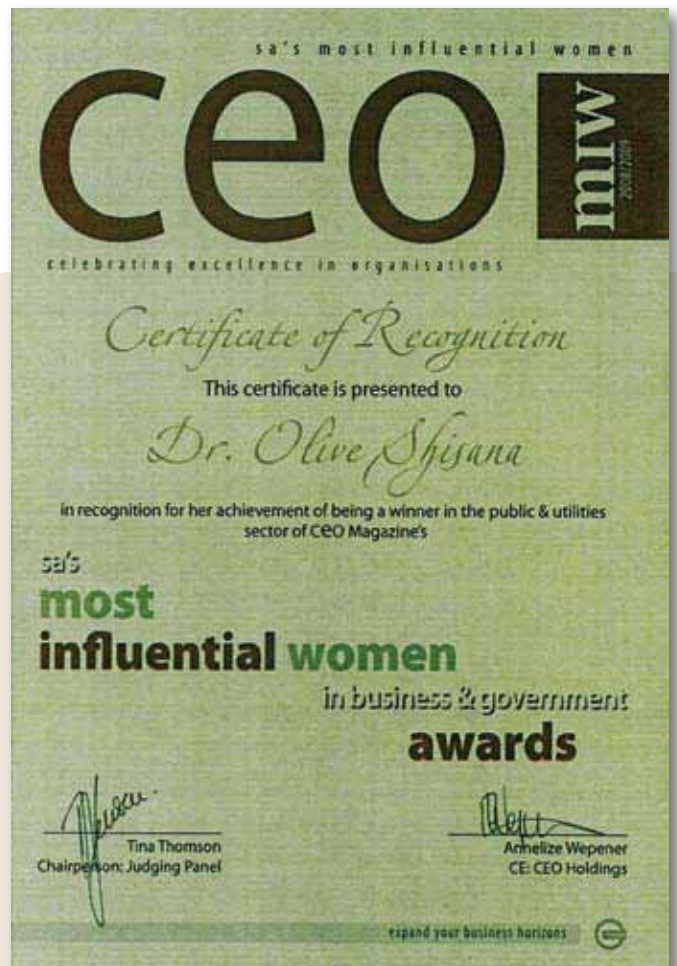 sa's most influential women
ceo
miw
2008/2009
celebrating excellence in organisations
Certificate of Recognition
This certificate is presented to
Dr. Olive Shisana
in recognition for her achievement of being a winner in the public & utilities
sector of CEO Magazine's
sa's
most
influential women
in business & government
awards
Tina Thomson
Chairperson: Judging Panel
Annelize Wepener
CE: CEO Holdings
expand your business horizons